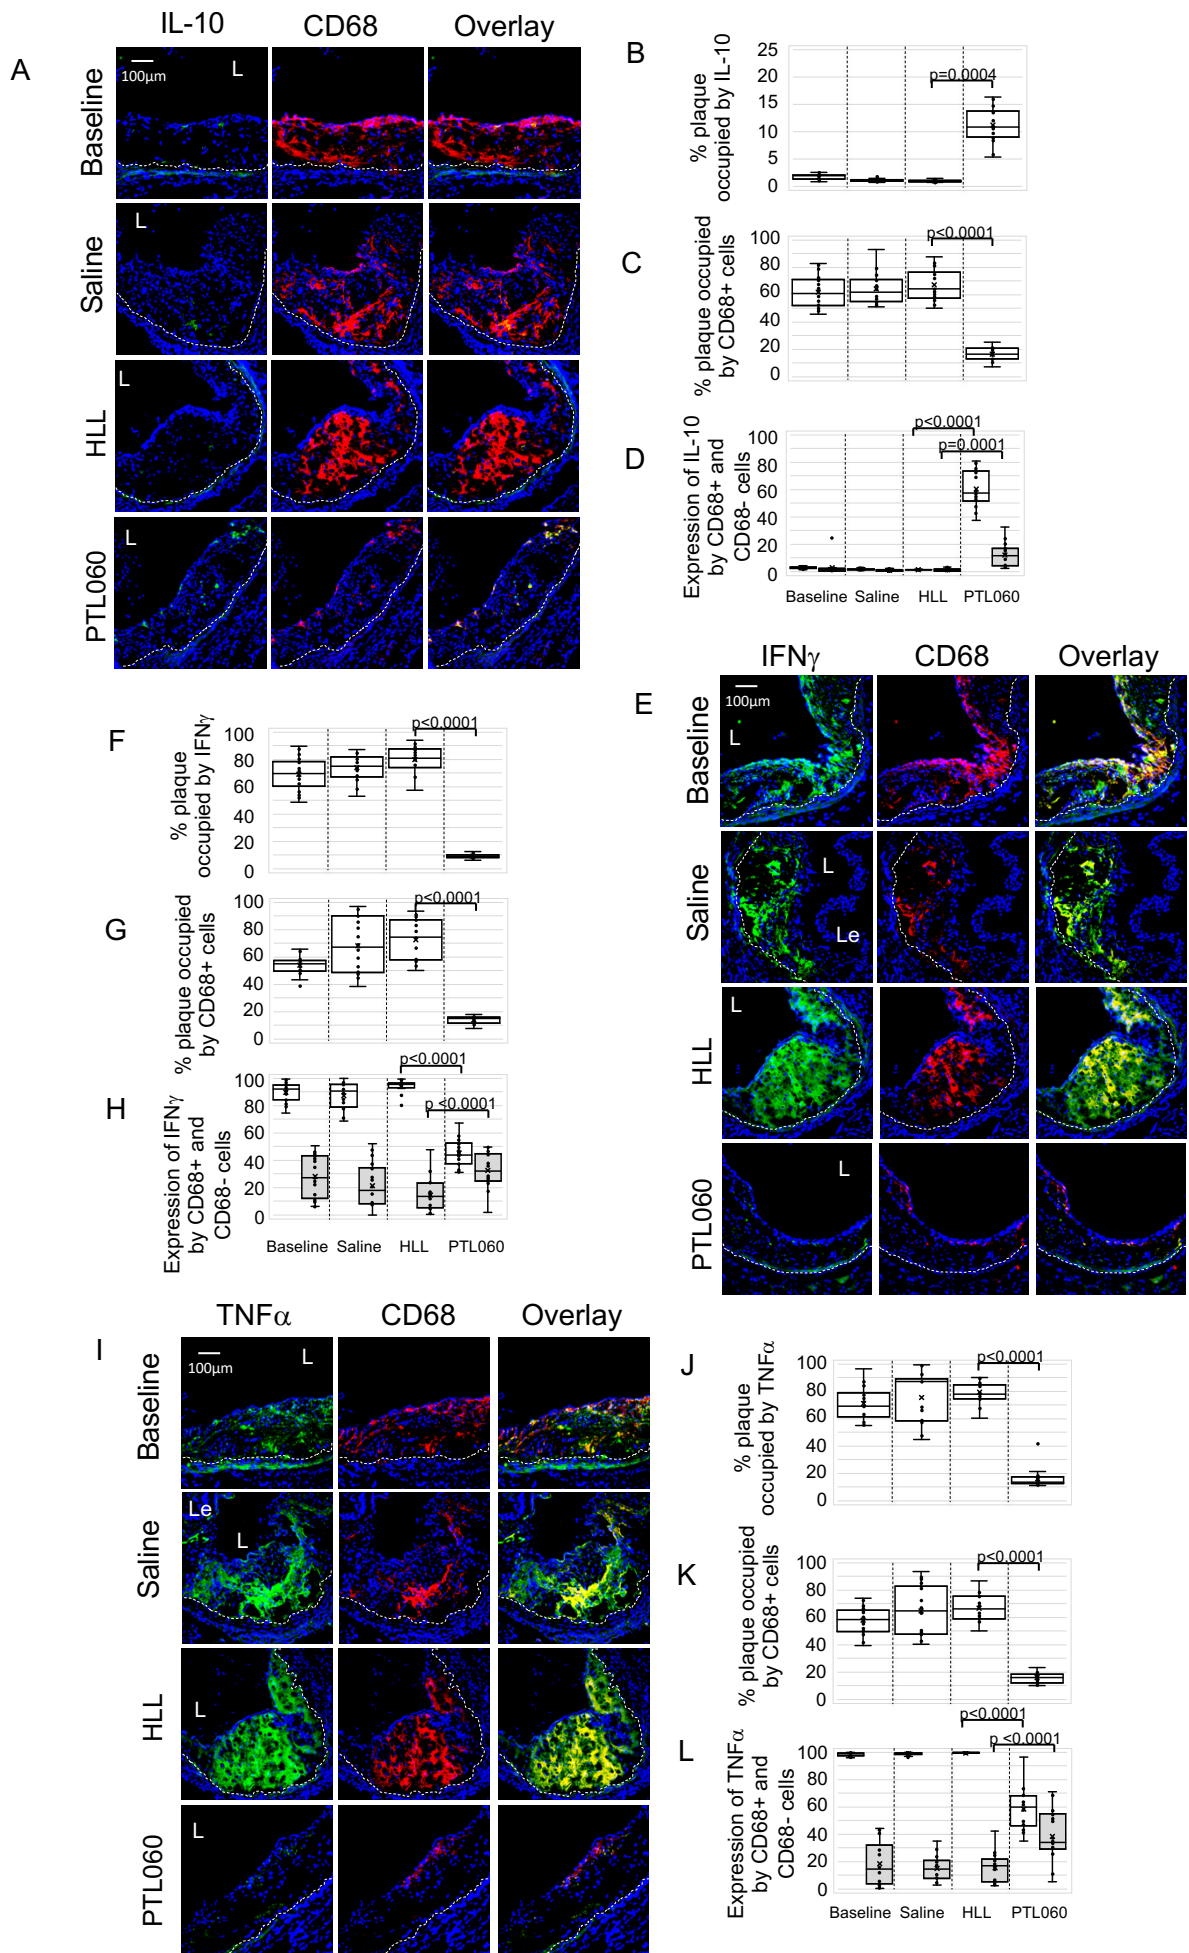 IL-10 CD68 Overlay
A
100µm
L
Baseline
L
Saline
L
HLL
L
PTL060
B
% plaque
occupied by IL-10
25
20
15
10
5
0
p=0.0004
C
% plaque occupied
by CD68+ cells
100
80
60
40
20
0
p<0.0001
D
Expression of IL-10
by CD68+ and
CD68- cells
100
80
60
40
20
0
p<0.0001
p=0.0001
Baseline Saline HLL PTL060
E
IFNγ CD68 Overlay
100µm
L
Baseline
L
Le
Saline
L
HLL
L
PTL060
F
% plaque
occupied by IFNγ
100
80
60
40
20
0
p<0.0001
G
% plaque occupied
by CD68+ cells
100
80
60
40
20
0
p<0.0001
H
Expression of IFNγ
by CD68+ and
CD68- cells
100
80
60
40
20
0
p<0.0001
p <0.0001
Baseline Saline HLL PTL060
I
TNFα CD68 Overlay
100µm
L
Baseline
Le
L
Saline
L
HLL
L
PTL060
J
% plaque
occupied by TNFα
100
80
60
40
20
0
p<0.0001
K
% plaque occupied
by CD68+ cells
100
80
60
40
20
0
p<0.0001
L
Expression of TNFα
by CD68+ and
CD68- cells
100
80
60
40
20
0
p<0.0001
p <0.0001
Baseline Saline HLL PTL060